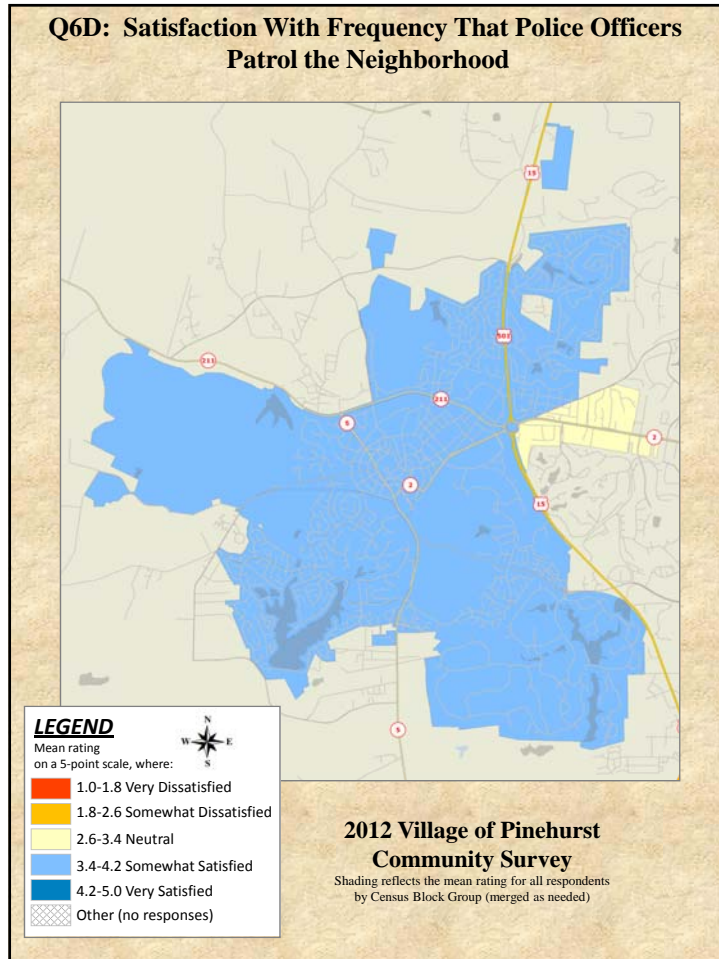 Q6D:  Satisfaction With Frequency That Police Officers
Patrol the Neighborhood
15
501
211
211
5
2
2
15
5
LEGEND
Mean rating
on a 5-point scale, where:
N
W E
S
1.0-1.8 Very Dissatisfied
1.8-2.6 Somewhat Dissatisfied
2.6-3.4 Neutral
3.4-4.2 Somewhat Satisfied
4.2-5.0 Very Satisfied
Other (no responses)
2012 Village of Pinehurst
Community Survey
Shading reflects the mean rating for all respondents
by Census Block Group (merged as needed)